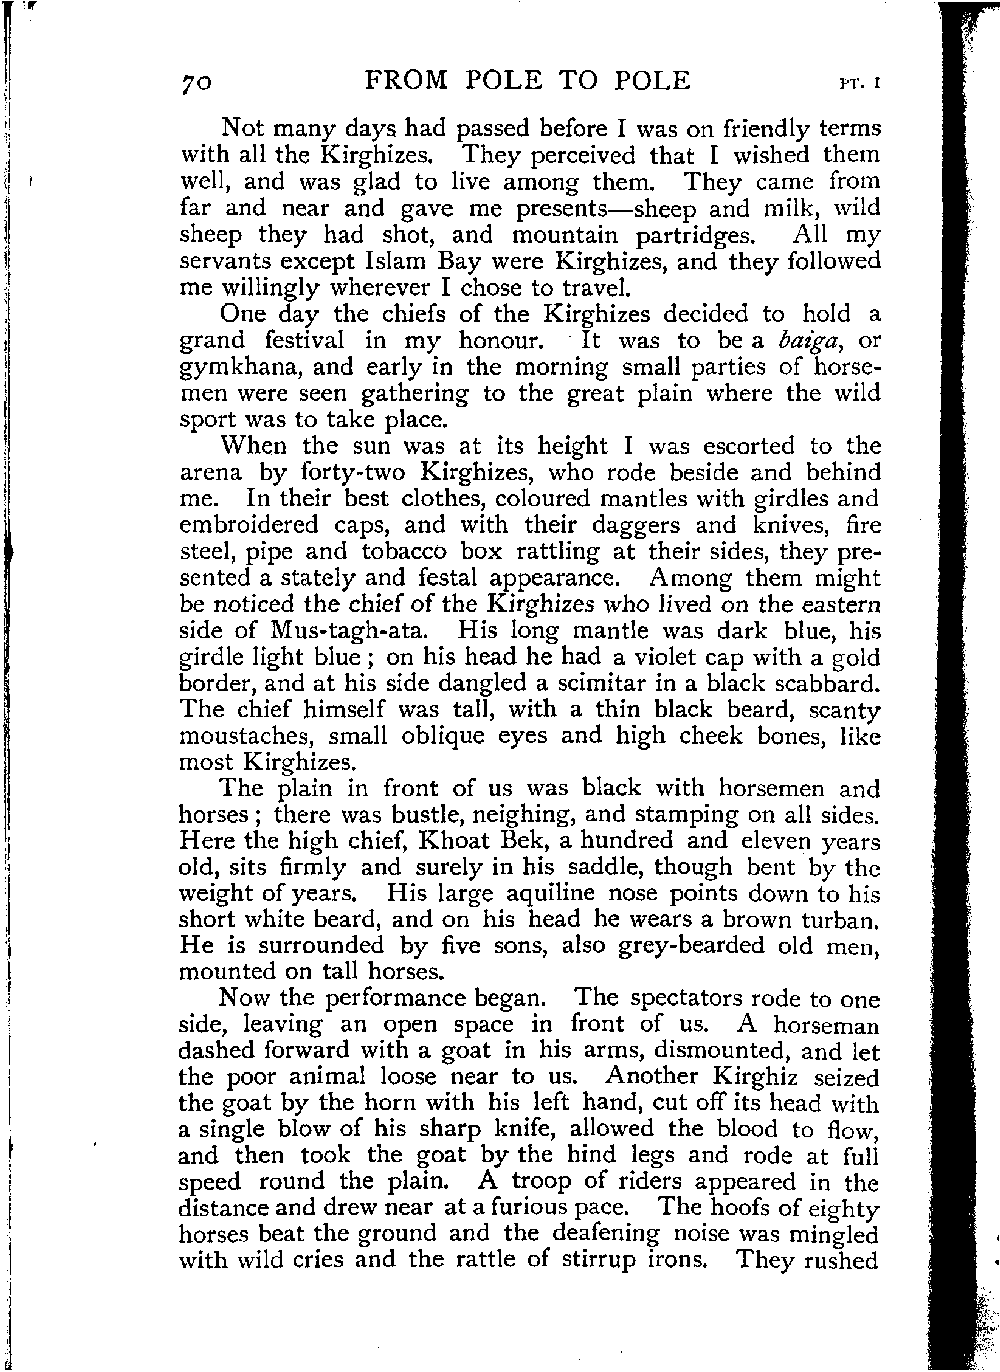 70 FROM POLE TO POLE PT. I
Not many days had passed before I was on friendly terms
with all the Kirghizes. They perceived that I wished them
well, and was glad to live among them. They came from
far and near and gave me presents—sheep and milk, wild
sheep they had shot, and mountain partridges. All my
servants except Islam Bay were Kirghizes, and they followed
me willingly wherever I chose to travel.
One day the chiefs of the Kirghizes decided to hold a
grand festival in my honour. It was to be a baiga, or
gymkhana, and early in the morning small parties of horse-
men were seen gathering to the great plain where the wild
sport was to take place.
When the sun was at its height I was escorted to the
arena by forty-two Kirghizes, who rode beside and behind
me. In their best clothes, coloured mantles with girdles and
embroidered caps, and with their daggers and knives, fire
steel, pipe and tobacco box rattling at their sides, they pre-
sented a stately and festal appearance. Among them might
be noticed the chief of the Kirghizes who lived on the eastern
side of Mus-tagh-ata. His long mantle was dark blue, his
girdle light blue; on his head he had a violet cap with a gold
border, and at his side dangled a scimitar in a black scabbard.
The chief himself was tall, with a thin black beard, scanty
moustaches, small oblique eyes and high cheek bones, like
most Kirghizes.
The plain in front of us was black with horsemen and
horses; there was bustle, neighing, and stamping on all sides.
Here the high chief, Khoat Bek, a hundred and eleven years
old, sits firmly and surely in his saddle, though bent by the
weight of years. His large aquiline nose points down to his
short white beard, and on his head he wears a brown turban.
He is surrounded by five sons, also grey-bearded old men,
mounted on tall horses.
Now the performance began. The spectators rode to one
side, leaving an open space in front of us. A horseman
dashed forward with a goat in his arms, dismounted, and let
the poor animal loose near to us. Another Kirghiz seized
the goat by the horn with his left hand, cut off its head with
a single blow of his sharp knife, allowed the blood to flow,
and then took the goat by the hind legs and rode at full
speed round the plain. A troop of riders appeared in the
distance and drew near at a furious pace. The hoofs of eighty
horses beat the ground and the deafening noise was mingled
with wild cries and the rattle of stirrup irons. They rushed